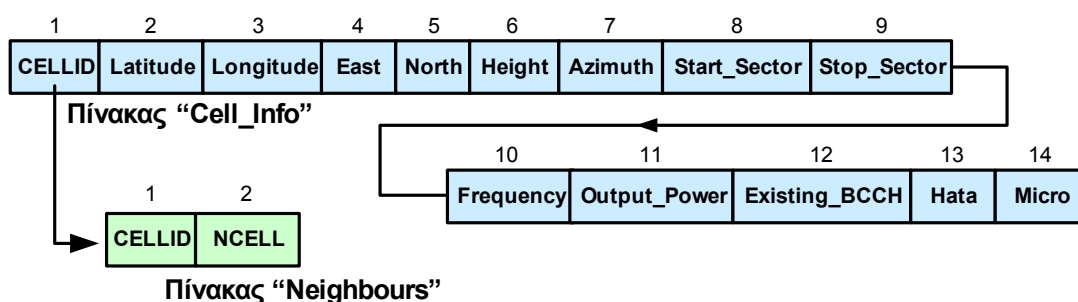 1 2 3 4 5 6 7 8 9
CELLID Latitude Longitude East North Height Azimuth Start_Sector Stop_Sector
Πίνακας “Cell_Info”
10 11 12 13 14
Frequency Output_Power Existing_BCCH Hata Micro
1 2
CELLID NCELL
Πίνακας “Neighbours”